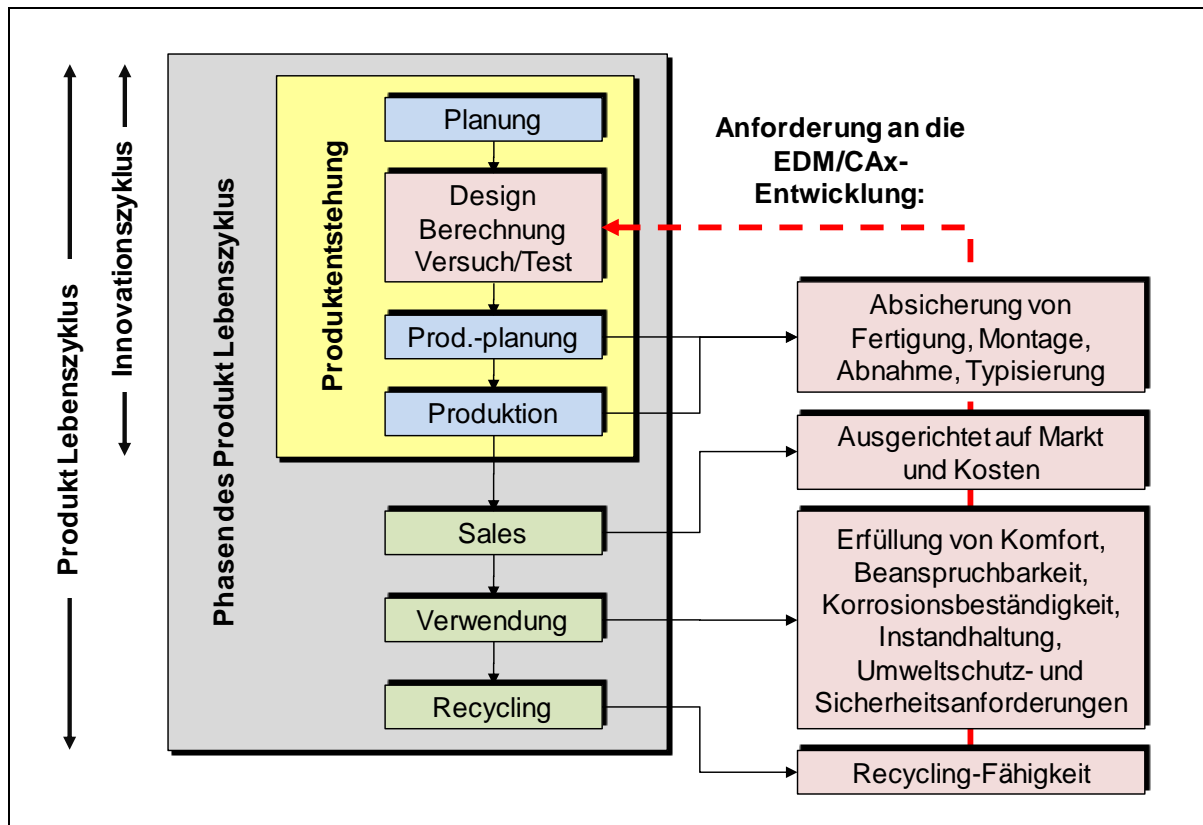 Produkt Lebenszyklus
Innovationszyklus
Phasen des Produkt Lebenszyklus
Produktentstehung
Planung
Design
Berechnung
Versuch/Test
Prod.-planung
Produktion
Sales
Verwendung
Recycling
Anforderung an die
EDM/CAx-
Entwicklung:
Absicherung von
Fertigung, Montage,
Abnahme, Typisierung
Ausgerichtet auf Markt
und Kosten
Erfüllung von Komfort,
Beanspruchbarkeit,
Korrosionsbeständigkeit,
Instandhaltung,
Umweltschutz- und
Sicherheitsanforderungen
Recycling-Fähigkeit